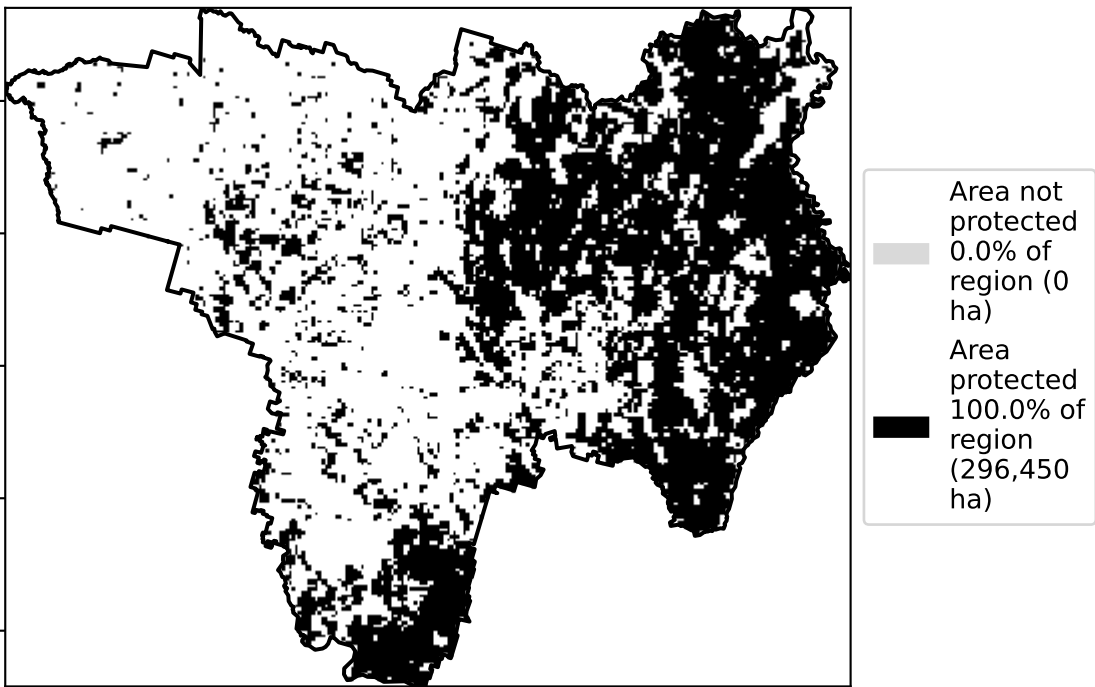 Area not
protected
0.0% of
region (0
ha)
Area
protected
100.0% of
region
(296,450
ha)